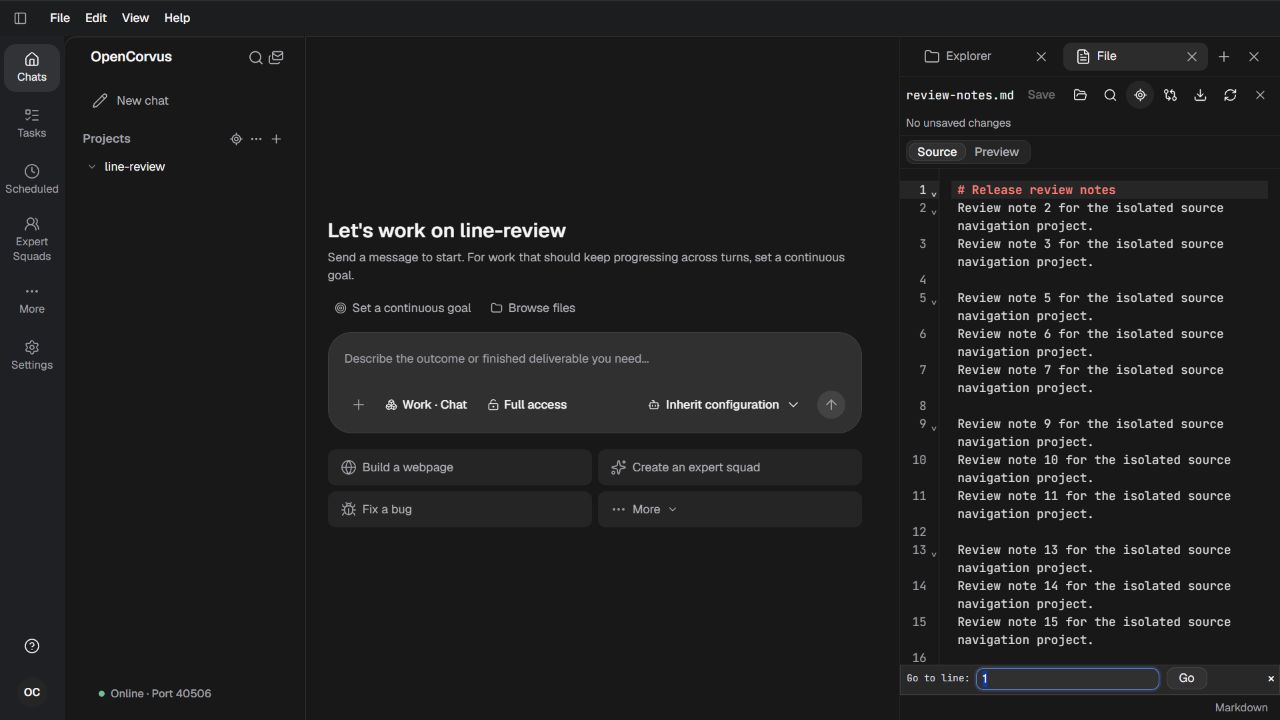 File Edit View Help
Chats
Tasks
Scheduled
Expert
Squads
More
Settings
OC
OpenCorvus
New chat
Projects
line-review
Online · Port 40506
Let's work on line-review
Send a message to start. For work that should keep progressing across turns, set a continuous
goal.
Set a continuous goal Browse files
Describe the outcome or finished deliverable you need...
Work · Chat Full access Inherit configuration
Build a webpage Create an expert squad
Fix a bug More
Explorer File
review-notes.md Save
No unsaved changes
Source Preview
1 # Release review notes
2 Review note 2 for the isolated source
navigation project.
3 Review note 3 for the isolated source
navigation project.
4
5 Review note 5 for the isolated source
navigation project.
6 Review note 6 for the isolated source
navigation project.
7 Review note 7 for the isolated source
navigation project.
8
9 Review note 9 for the isolated source
navigation project.
10 Review note 10 for the isolated source
navigation project.
11 Review note 11 for the isolated source
navigation project.
12
13 Review note 13 for the isolated source
navigation project.
14 Review note 14 for the isolated source
navigation project.
15 Review note 15 for the isolated source
navigation project.
16
Go to line: 1 Go ×
Markdown